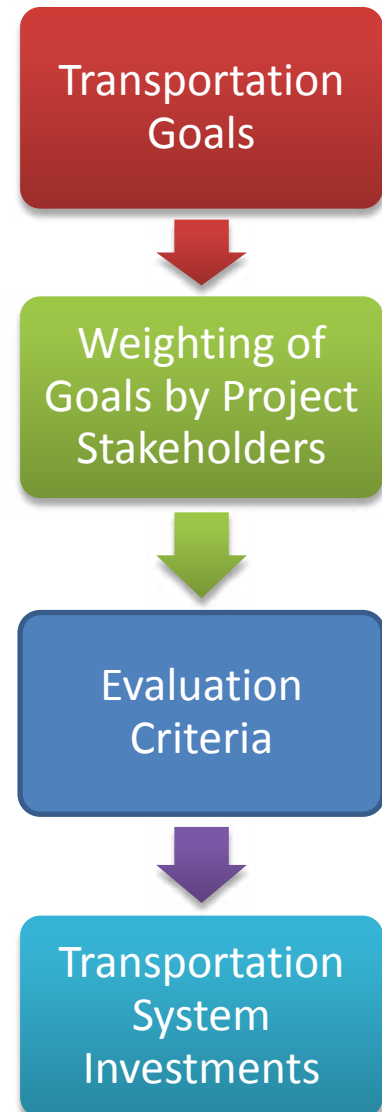 Transportation
Goals
Weighting of
Goals by Project
Stakeholders
Evaluation
Criteria
Transportation
System
Investments